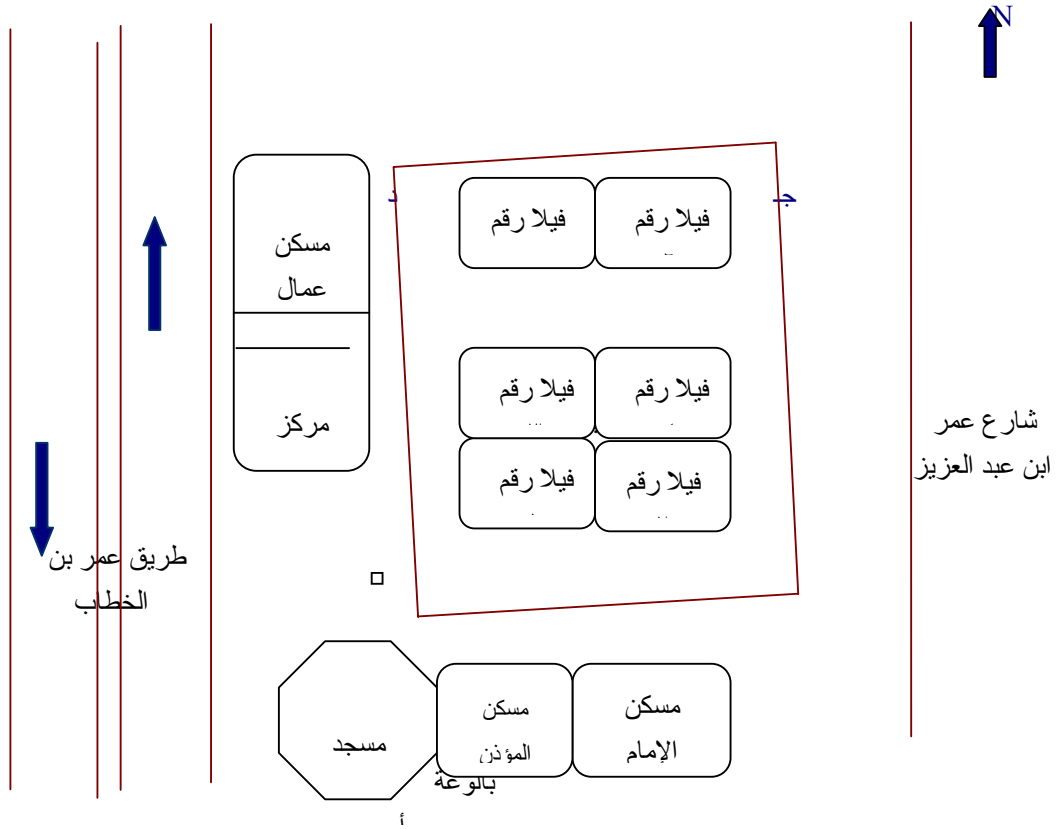 N
جـ
د
فيلا رقم
فيلا رقم
مسكن
عمال
فيلا رقم
فيلا رقم
مركز
شارع عمر
ابن عبد العزيز
فيلا رقم
فيلا رقم
طريق عمر بن
الخطاب
مسكن
الإمام
مسكن
المؤذن
مسجد
بالوعة
أ